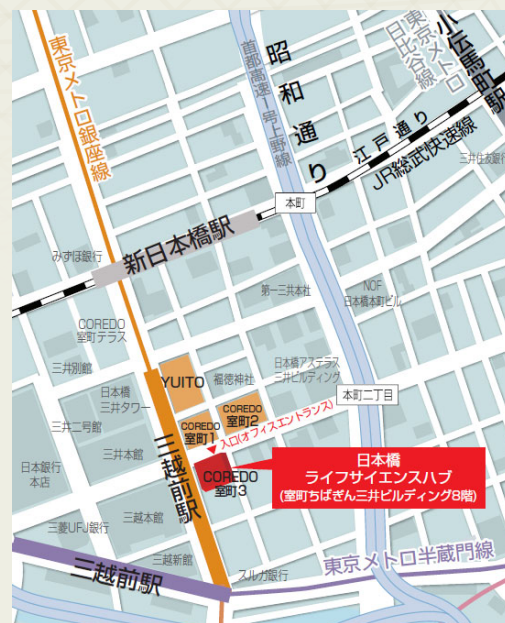 東京メトロ銀座線
首都高速1号上野線
昭和通り
日比谷線
東京メトロ
小伝馬町駅
江戸通り
JR総武快速線
三井住友銀行
本町
新日本橋駅
みずほ銀行
第一三共本社
NOF
日本橋本町ビル
COREDO
室町テラス
三井別館
YUITO
福徳神社
日本橋アステラス
三井ビルディング
本町二丁目
日本橋
三井タワー
COREDO
室町1
COREDO
室町2
入口(オフィスエントランス)
三井二号館
三井本館
三越前駅
日本銀行
本店
COREDO
室町3
日本橋
ライフサイエンスハブ
(室町ちばぎん三井ビルディング8階)
三菱UFJ銀行
三越本館
三越新館
三越前駅
スルガ銀行
東京メトロ半蔵門線